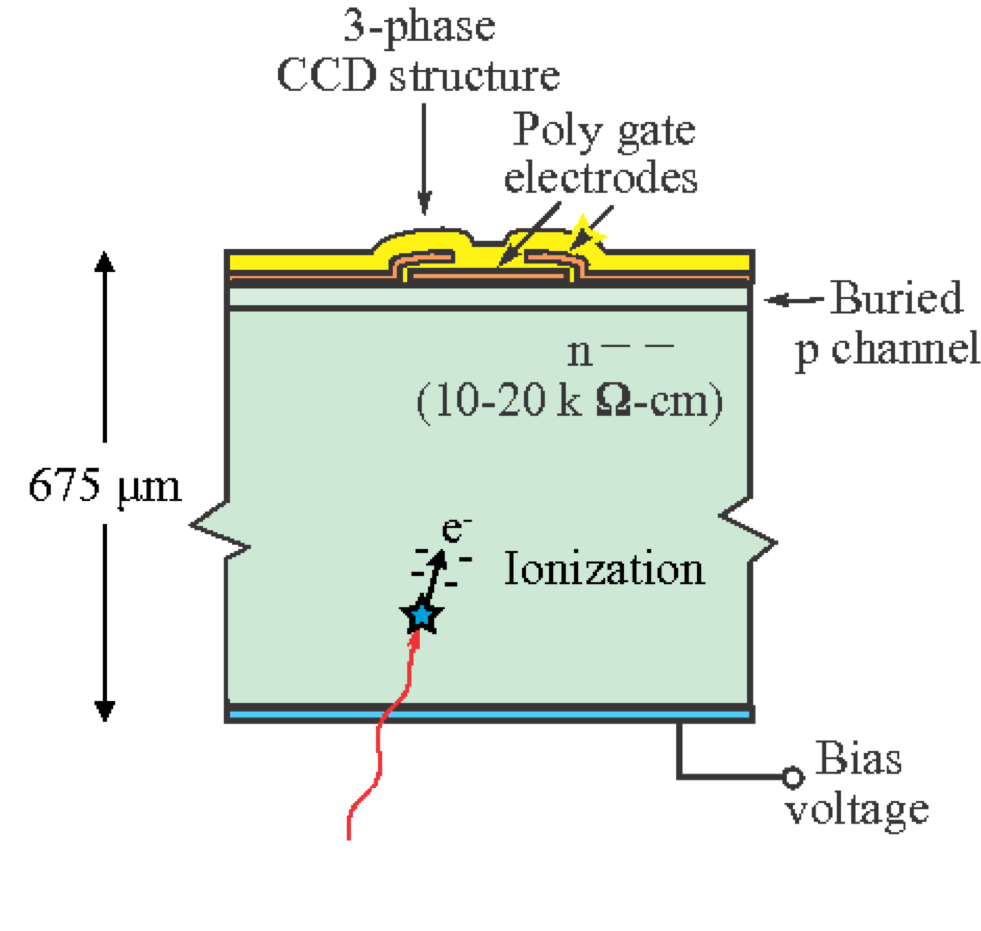 3-phase
CCD structure
Poly gate
electrodes
Buried
p channel
n – –
(10-20 k Ω-cm)
675 μm
e-
Ionization
Bias
voltage